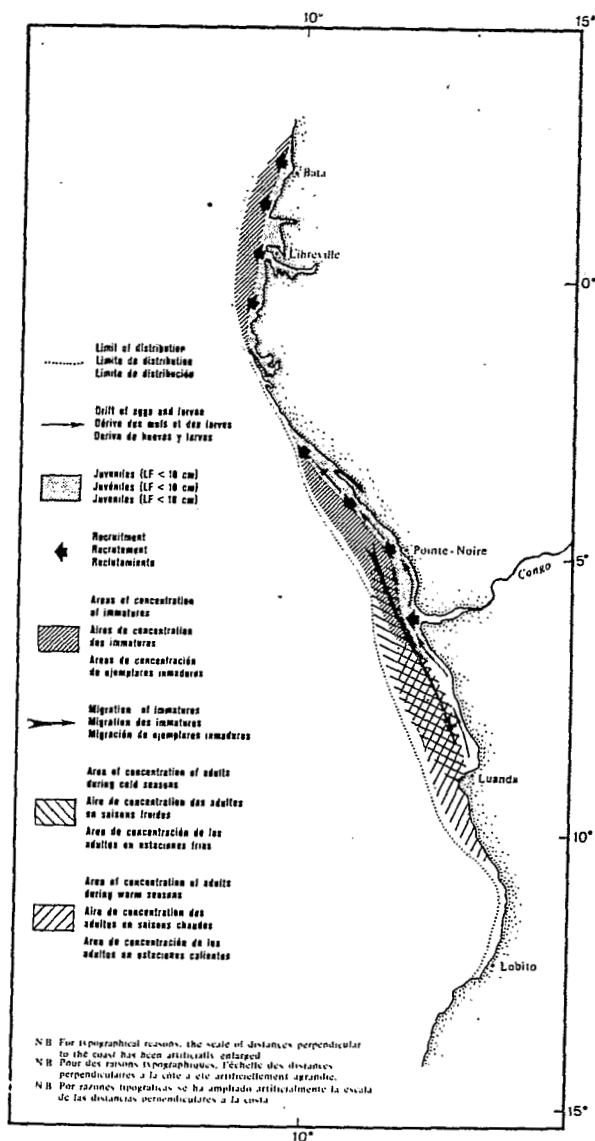 10°
15°
Bata
Libreville
0°
Limit of distribution
Limite de distribution
Limite de distribución
Drift of eggs and larvae
Dérive des œufs et des larves
Deriva de huevos y larvas
Juveniles (LF < 10 cm)
Juvéniles (LF < 10 cm)
Juveniles (LF < 10 cm)
Recruitment
Recrutement
Reclutamiento
Pointe-Noire
Congo
5°
Areas of concentration
of immatures
Aires de concentration
des immatures
Areas de concentración
de ejemplares inmaduros
Migration of immatures
Migration des immatures
Migración de ejemplares inmaduros
Luanda
Area of concentration of adults
during cold seasons
Aire de concentration des adultes
en saisons froides
Area de concentración de los
adultos en estaciones frias
10°
Area of concentration of adults
during warm seasons
Aire de concentration des
adultes en saisons chaudes
Area de concentración de los
adultos en estaciones calientes
Lobito
N B For typographical reasons, the scale of distances perpendicular
to the coast has been artificially enlarged
N B Pour des raisons typographiques, l'échelle des distances
perpendiculaires à la côte a été artificiellement agrandie.
N B Por razones tipograficas se ha ampliado artificialmente la escala
de las distancias perpendiculares a la costa
15°
10°